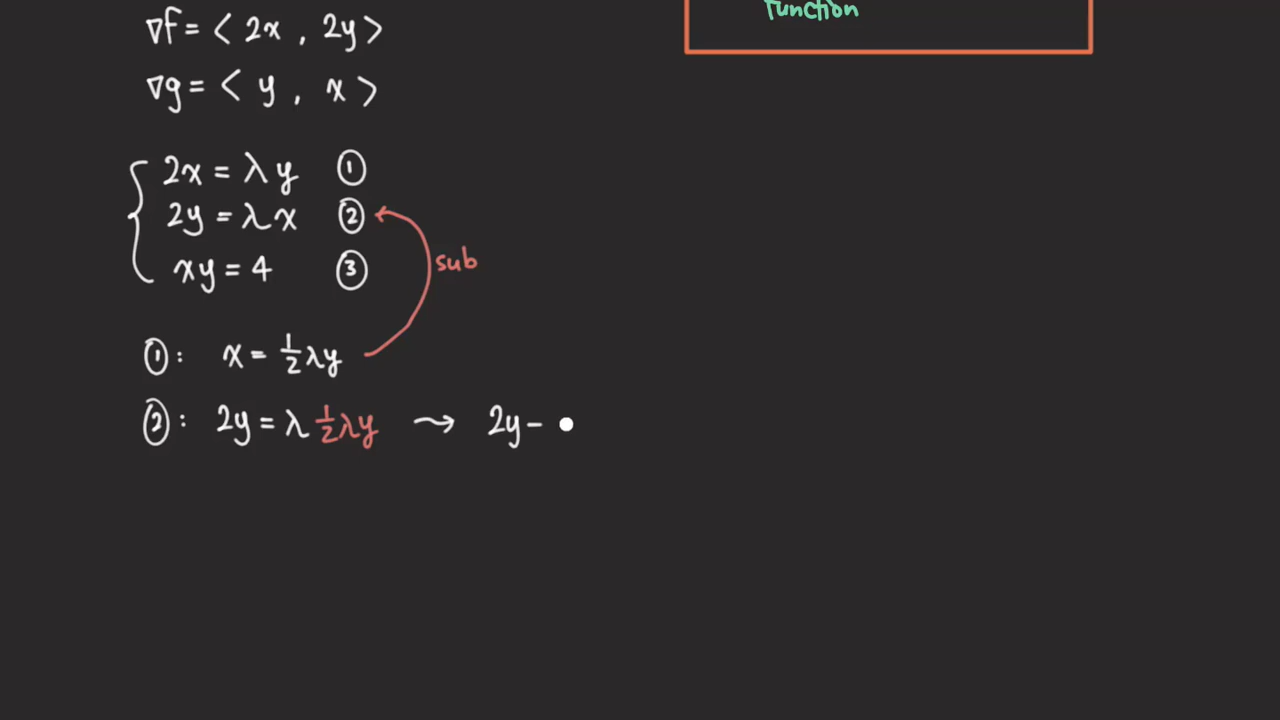 ∇f = < 2x , 2y >
function
∇g = < y , x >
2x = λy ①
2y = λx ②
xy = 4 ③
sub
①: x = ½λy
②: 2y = λ ½λy ⇝ 2y -